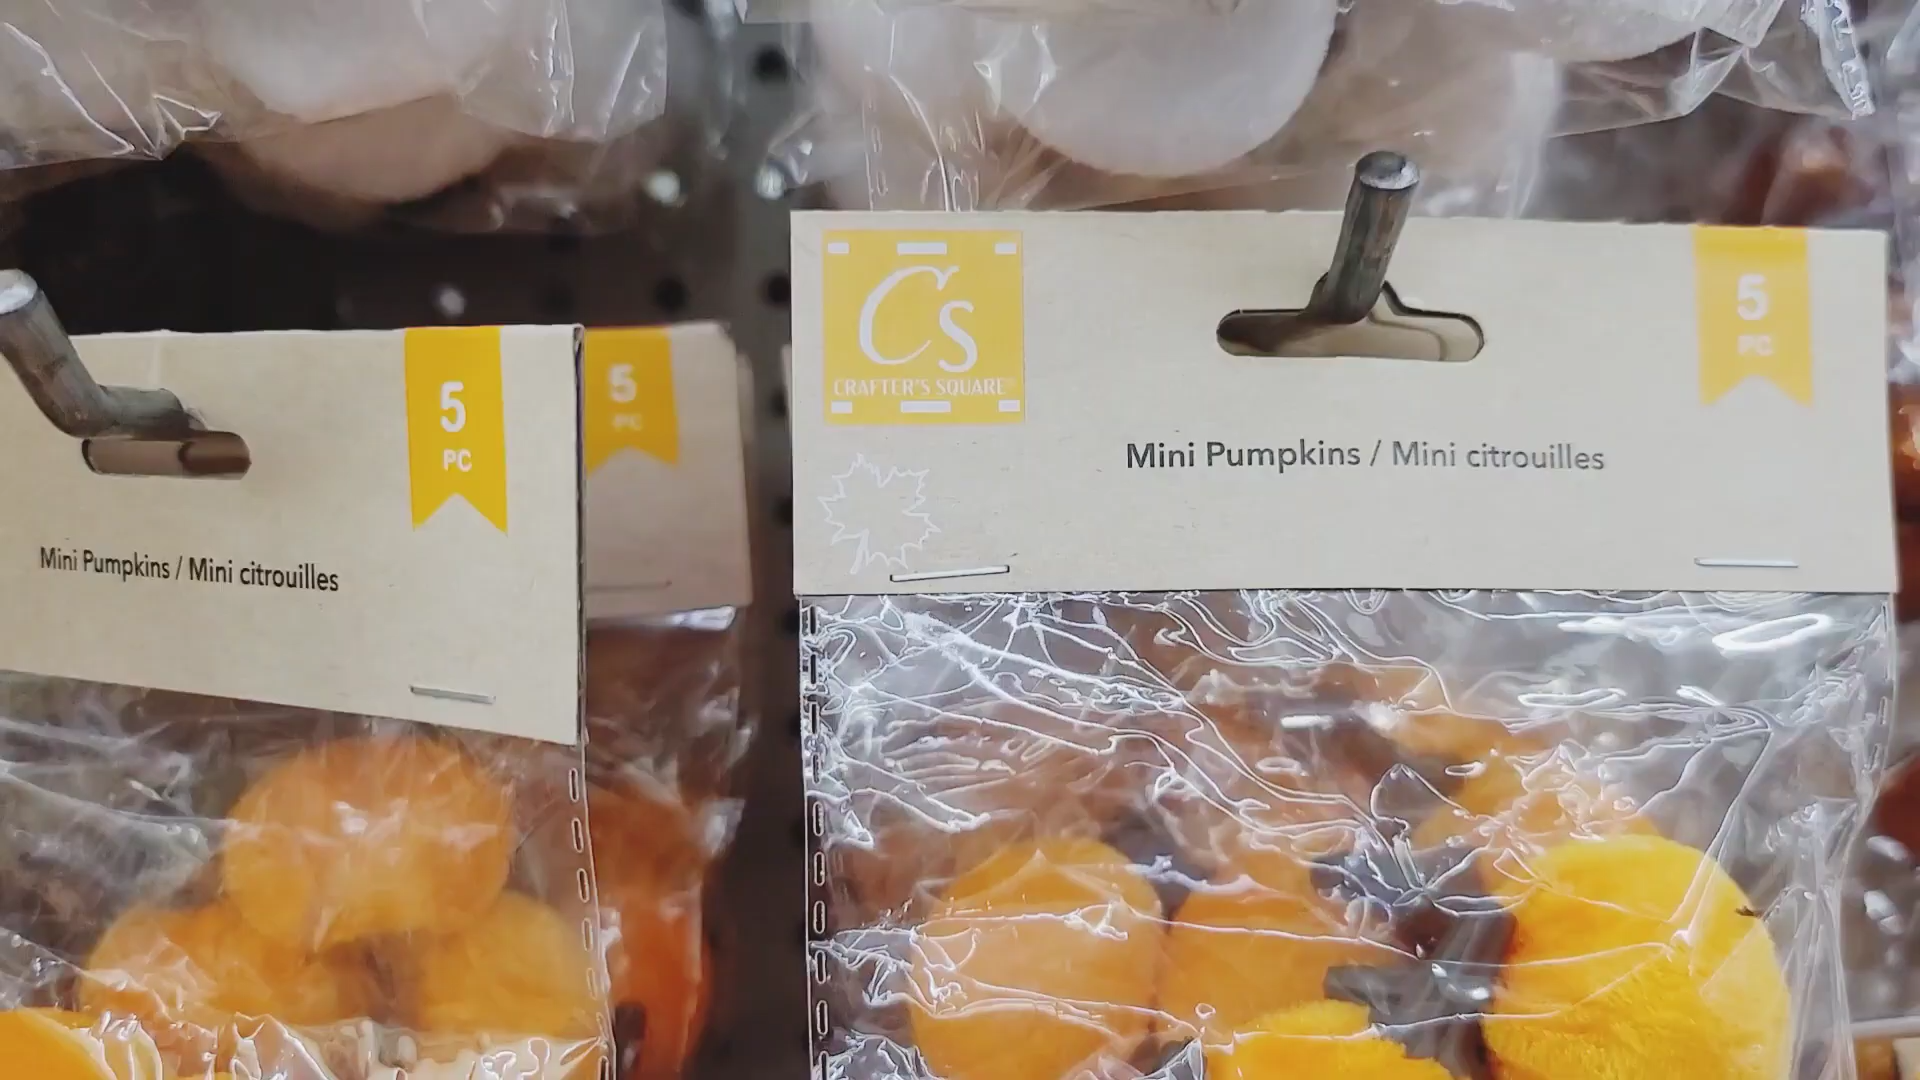 5
PC
Mini Pumpkins / Mini citrouilles
5
PC
Cs
CRAFTER'S SQUARE
5
PC
Mini Pumpkins / Mini citrouilles